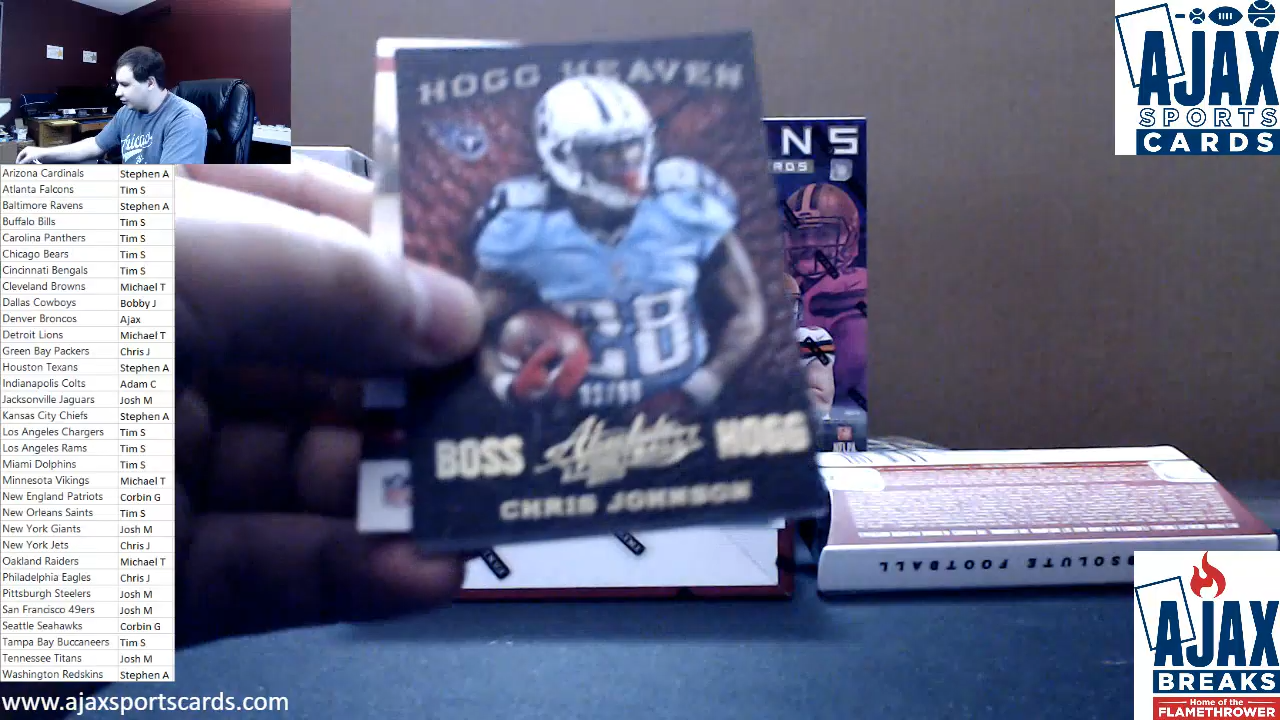 HOGG HEAVEN
28
BOSS Absolute HOGG
CHRIS JOHNSON
NS
RDS
NFLPA
ABSOLUTE FOOTBALL
Chicago
AJAX
SPORTS
CARDS
Arizona Cardinals Stephen A
Atlanta Falcons Tim S
Baltimore Ravens Stephen A
Buffalo Bills Tim S
Carolina Panthers Tim S
Chicago Bears Tim S
Cincinnati Bengals Tim S
Cleveland Browns Michael T
Dallas Cowboys Bobby J
Denver Broncos Ajax
Detroit Lions Michael T
Green Bay Packers Chris J
Houston Texans Stephen A
Indianapolis Colts Adam C
Jacksonville Jaguars Josh M
Kansas City Chiefs Stephen A
Los Angeles Chargers Tim S
Los Angeles Rams Tim S
Miami Dolphins Tim S
Minnesota Vikings Michael T
New England Patriots Corbin G
New Orleans Saints Tim S
New York Giants Josh M
New York Jets Chris J
Oakland Raiders Michael T
Philadelphia Eagles Chris J
Pittsburgh Steelers Josh M
San Francisco 49ers Josh M
Seattle Seahawks Corbin G
Tampa Bay Buccaneers Tim S
Tennessee Titans Josh M
Washington Redskins Stephen A
www.ajaxsportscards.com
AJAX
BREAKS
Home of the
FLAMETHROWER